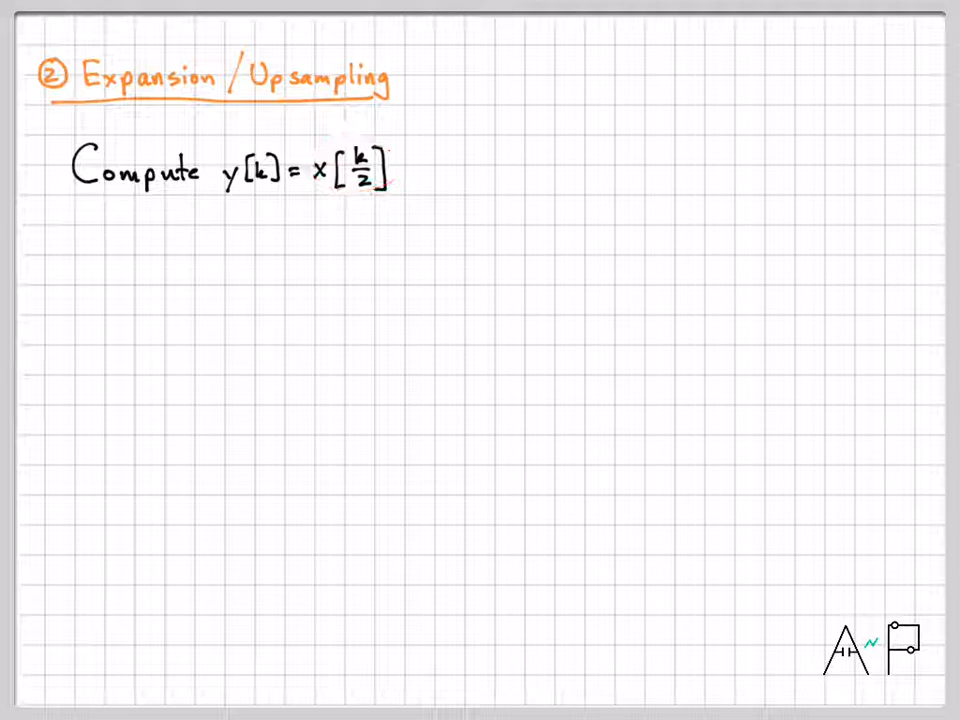 ② Expansion / Upsampling
Compute y[k] = x[k/2]